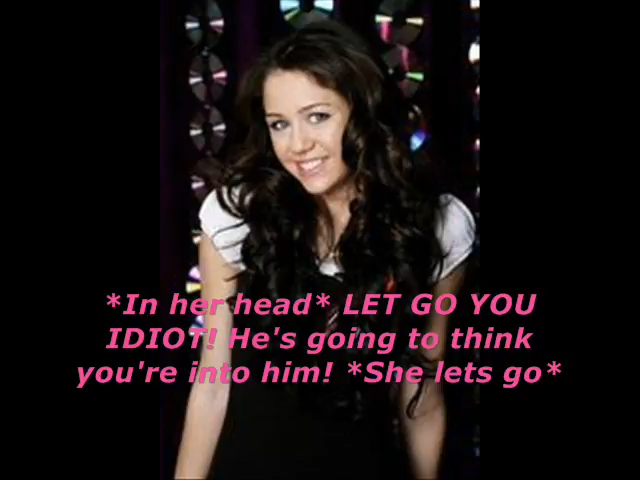 *In her head* LET GO YOU
IDIOT! He's going to think
you're into him! *She lets go*